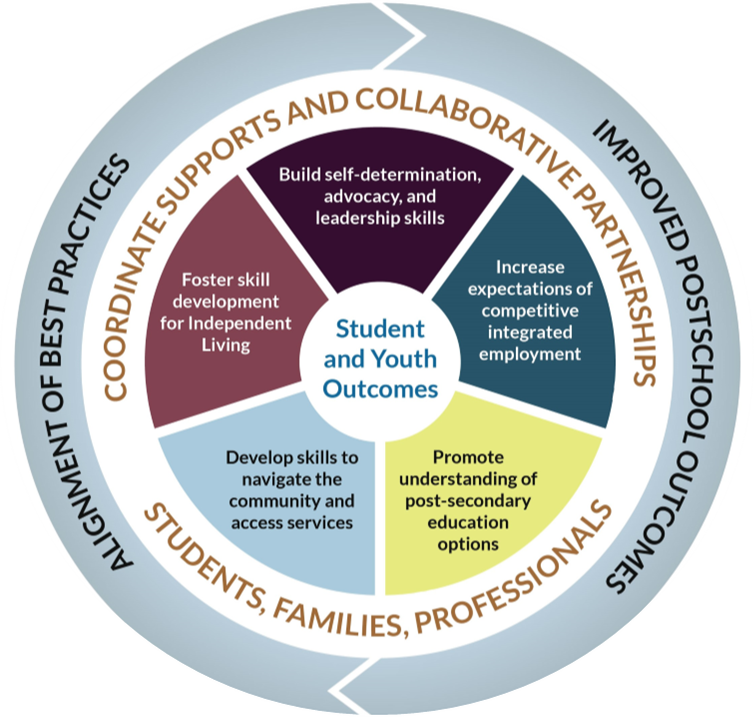 COORDINATE SUPPORTS AND COLLABORATIVE PARTNERSHIPS
ALIGNMENT OF BEST PRACTICES
IMPROVED POSTSCHOOL OUTCOMES
Build self-determination,
advocacy, and
leadership skills
Increase
expectations of
competitive
integrated
employment
Promote
understanding of
post-secondary
education
options
Develop skills to
navigate the
community and
access services
Foster skill
development
for Independent
Living
Student
and Youth
Outcomes
STUDENTS, FAMILIES, PROFESSIONALS